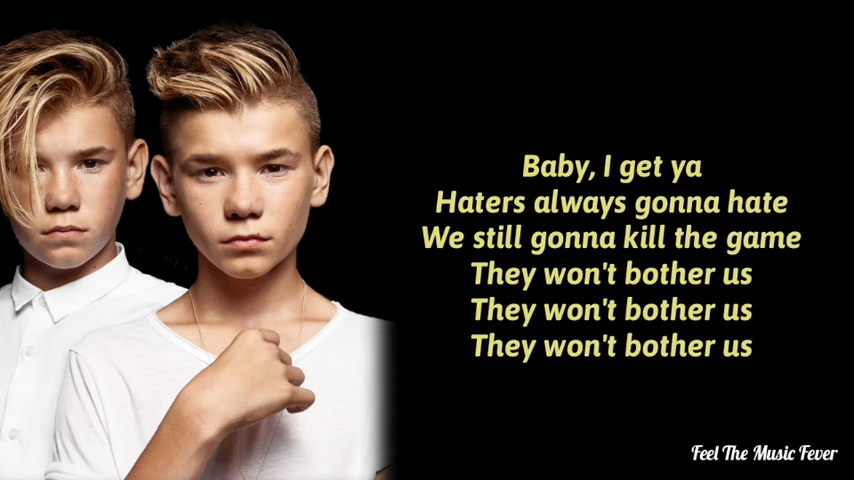 Baby, I get ya
Haters always gonna hate
We still gonna kill the game
They won't bother us
They won't bother us
They won't bother us
Feel The Music Fever